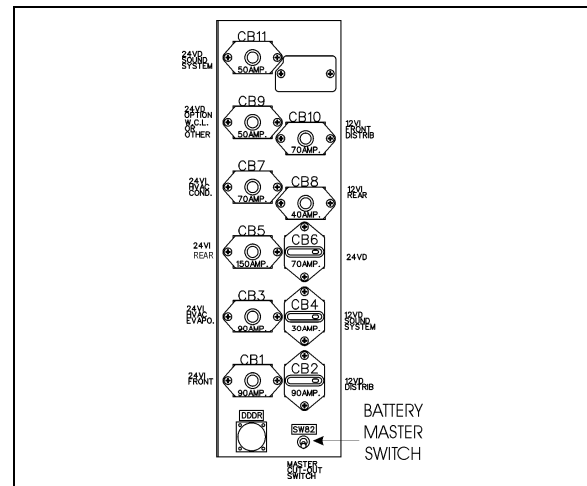 CB11
24VD
SOUND
SYSTEM
50AMP.
CB9
24VD
OPTION
W.C.L.
OR
OTHER
50AMP.
CB10
12VI
FRONT
DISTRIB
70AMP.
CB7
24VI
HVAC
COND.
70AMP.
CB8
12VI
REAR
40AMP.
CB5
24VI
REAR
150AMP.
CB6
24VD
70AMP.
CB3
24VI
HVAC
EVAPO.
90AMP.
CB4
12VD
SOUND
SYSTEM
30AMP.
CB1
24VI
FRONT
90AMP.
CB2
12VD
DISTRIB
90AMP.
DDDR
SW82
BATTERY
MASTER
SWITCH
MASTER
CUT-OUT
SWITCH